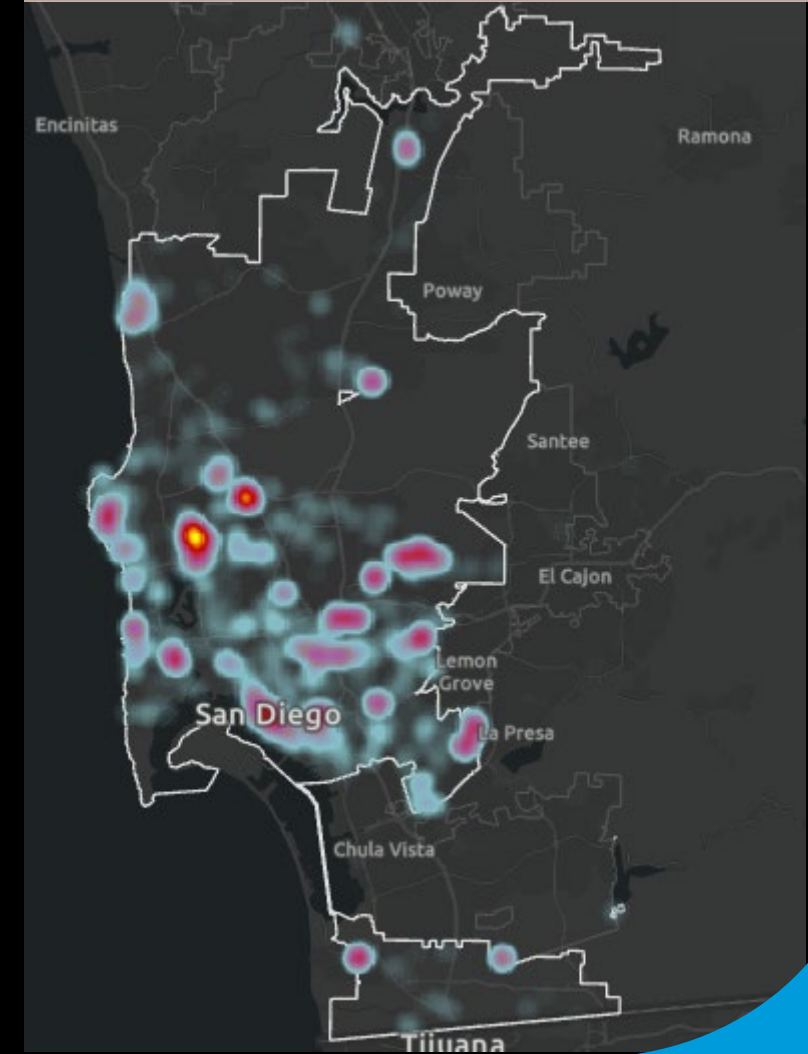 Encinitas
Ramona
Poway
Santee
El Cajon
Lemon
Grove
San Diego
La Presa
Chula Vista
Tijuana